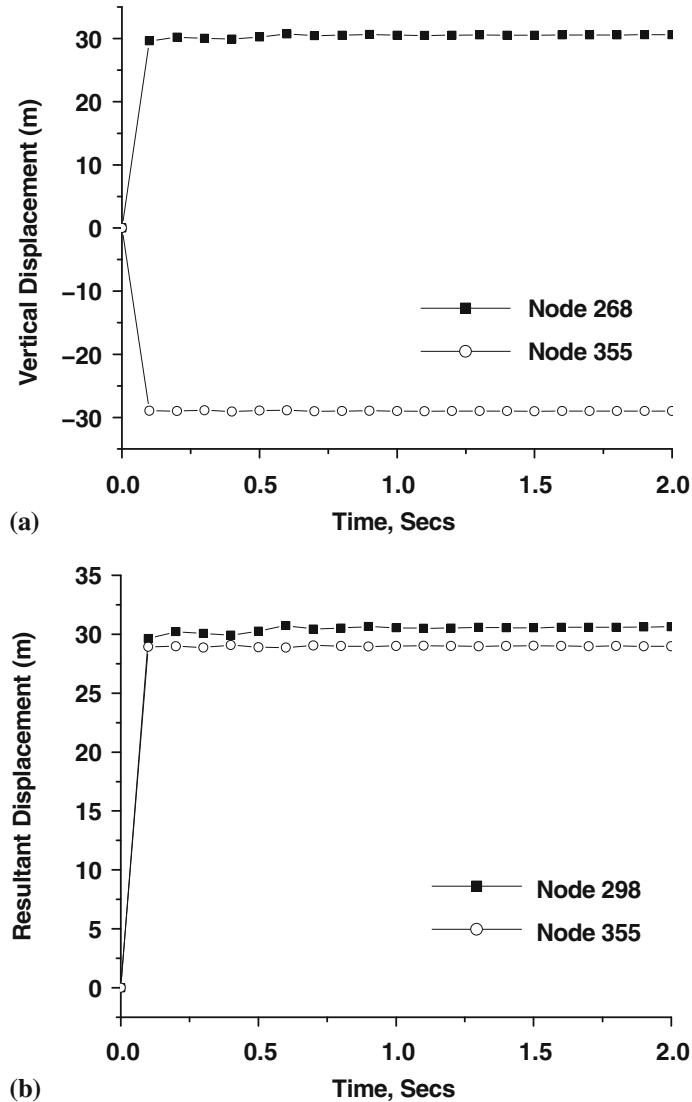 30
20
10
0
−10
−20
−30
Vertical Displacement (m)
Node 268
Node 355
0.0 0.5 1.0 1.5 2.0
(a)
Time, Secs
35
30
25
20
15
10
5
0
Resultant Displacement (m)
Node 298
Node 355
0.0 0.5 1.0 1.5 2.0
(b)
Time, Secs